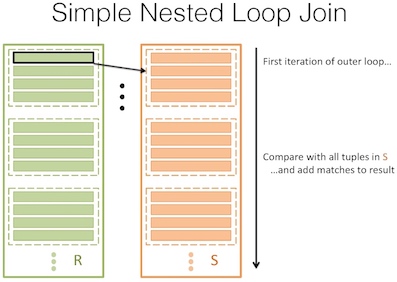 Simple Nested Loop Join
First iteration of outer loop...
Compare with all tuples in S
...and add matches to result
R
S